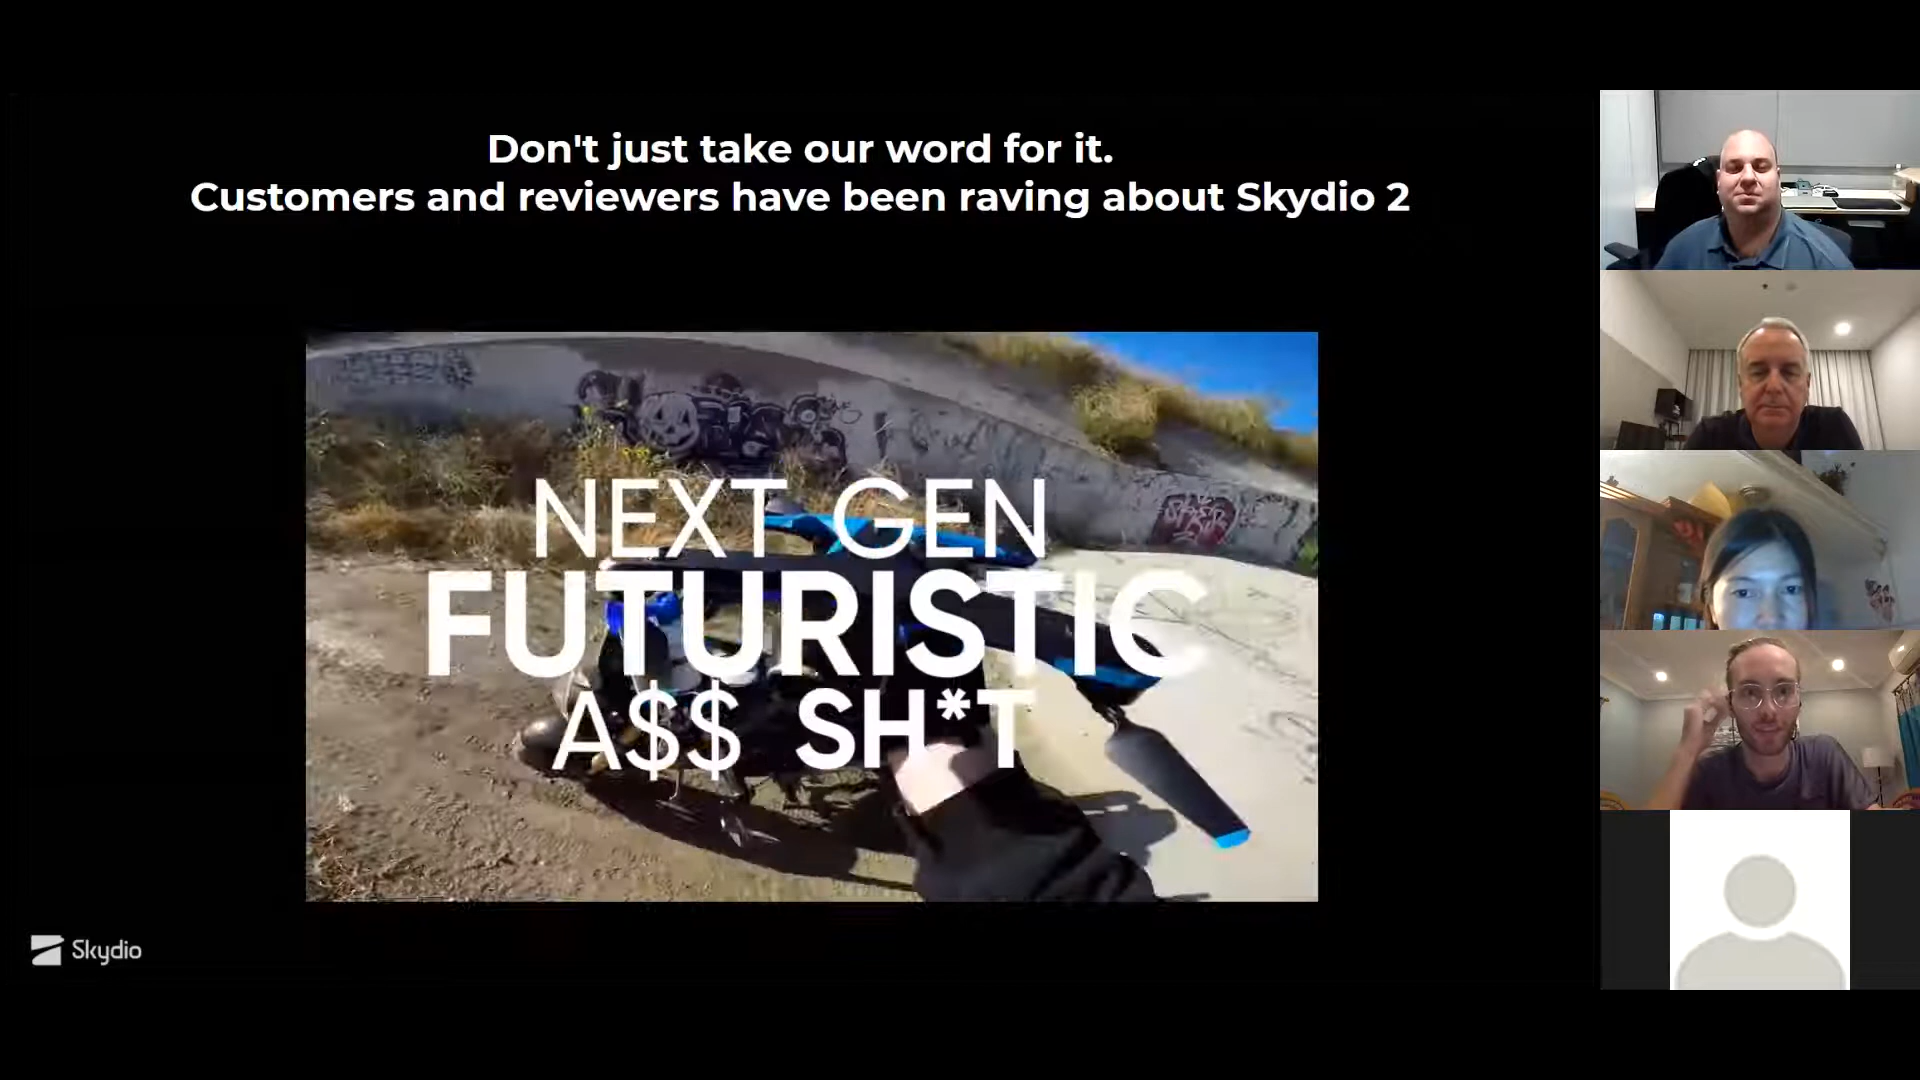 Don't just take our word for it.
Customers and reviewers have been raving about Skydio 2
NEXT GEN
FUTURISTIC
A$$ SH*T
Skydio